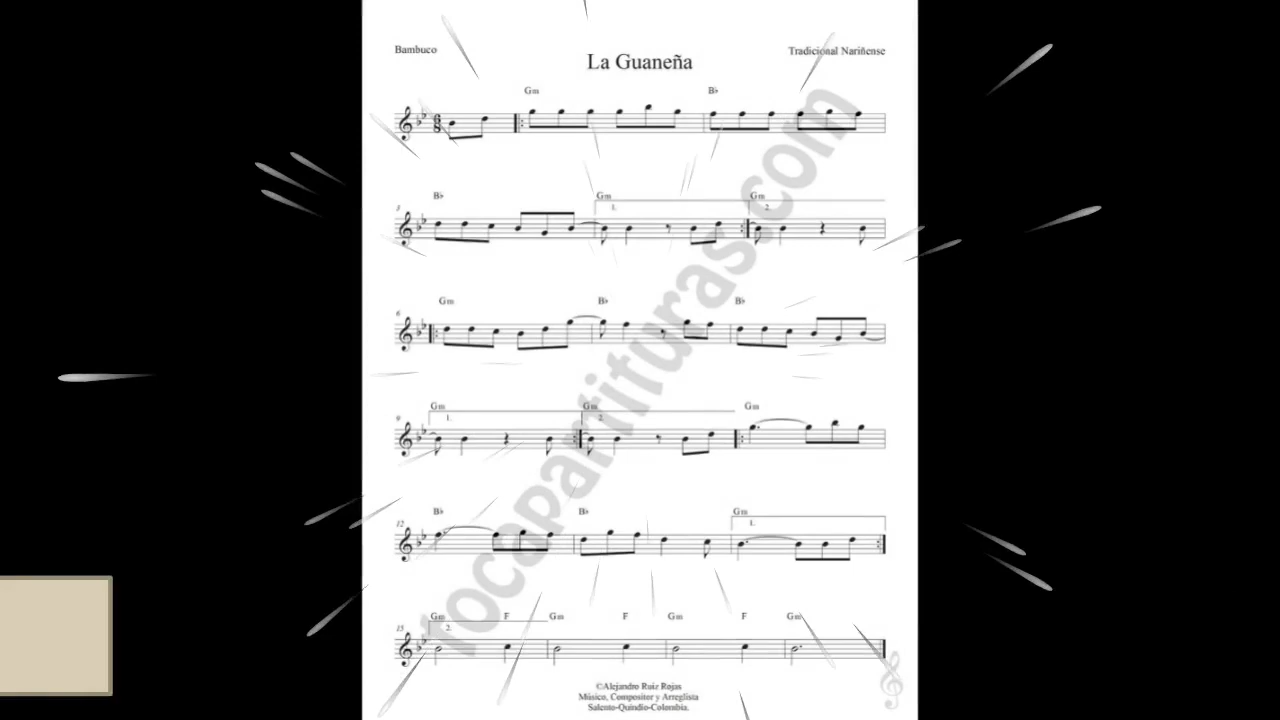 Bambuco
La Guaneña
Tradicional Nariñense
Gm B♭
3 B♭ Gm Gm
1. 2.
6 Gm B♭ B♭
9 Gm Gm Gm
1. 2.
12 B♭ B♭ Gm
1.
15 Gm F Gm F Gm F Gm
2.
©Alejandro Ruiz Rojas
Músico, Compositor y Arreglista
Salento-Quindío-Colombia.
tocapartituras.com